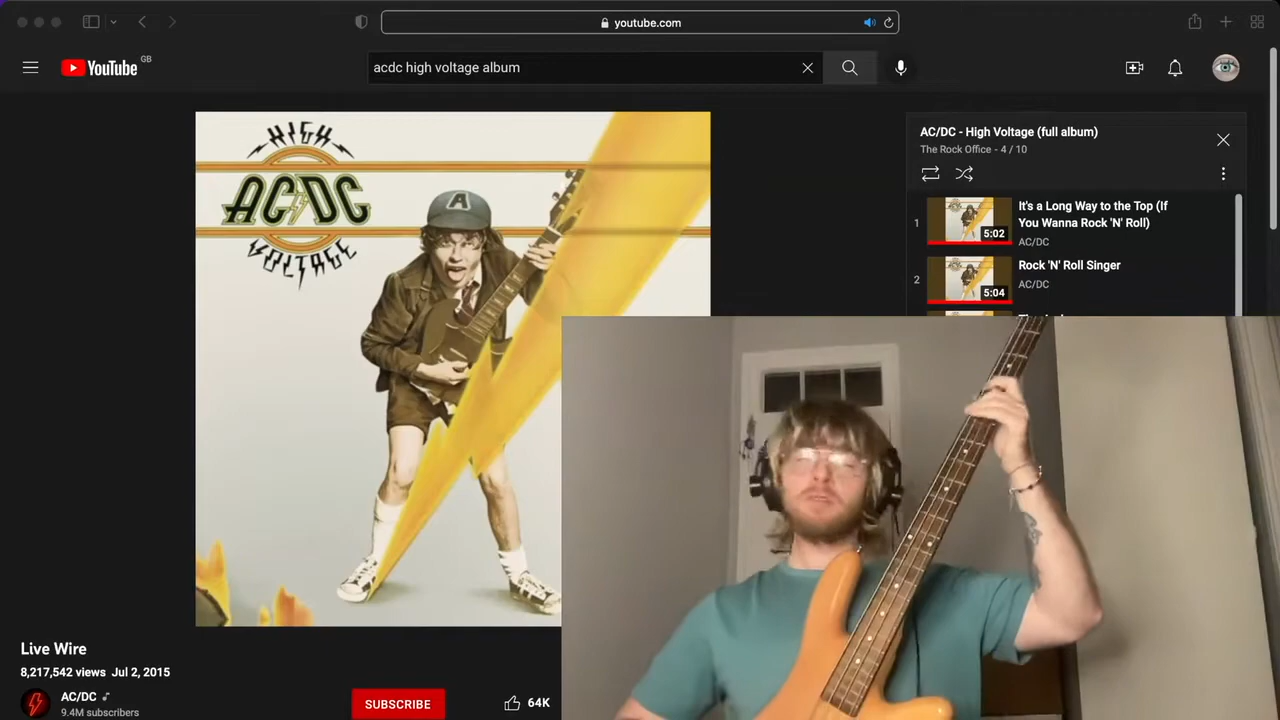 youtube.com
YouTube GB
acdc high voltage album
HIGH
AC/DC
VOLTAGE
A
AC/DC - High Voltage (full album)
The Rock Office - 4 / 10
1
It's a Long Way to the Top (If
You Wanna Rock 'N' Roll)
5:02
AC/DC
2
Rock 'N' Roll Singer
5:04
AC/DC
Live Wire
8,217,542 views Jul 2, 2015
AC/DC
9.4M subscribers
SUBSCRIBE
64K